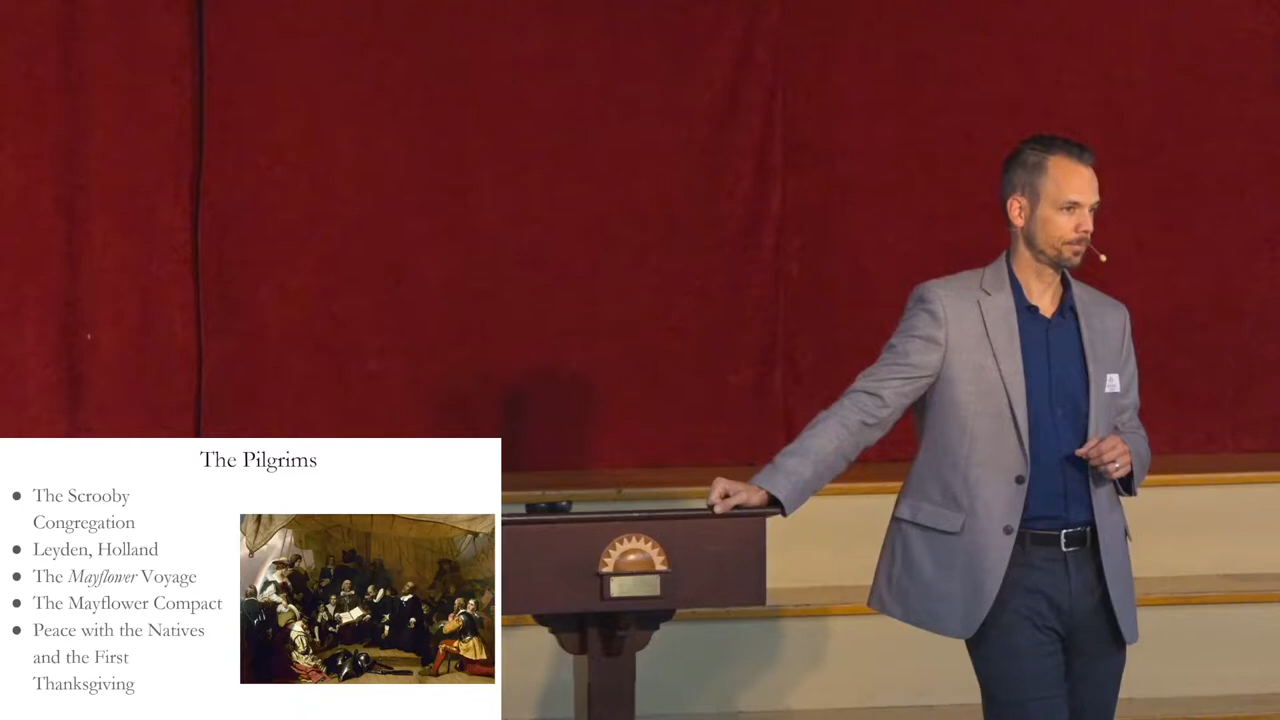 The Pilgrims
● The Scrooby
Congregation
● Leyden, Holland
● The Mayflower Voyage
● The Mayflower Compact
● Peace with the Natives
and the First
Thanksgiving